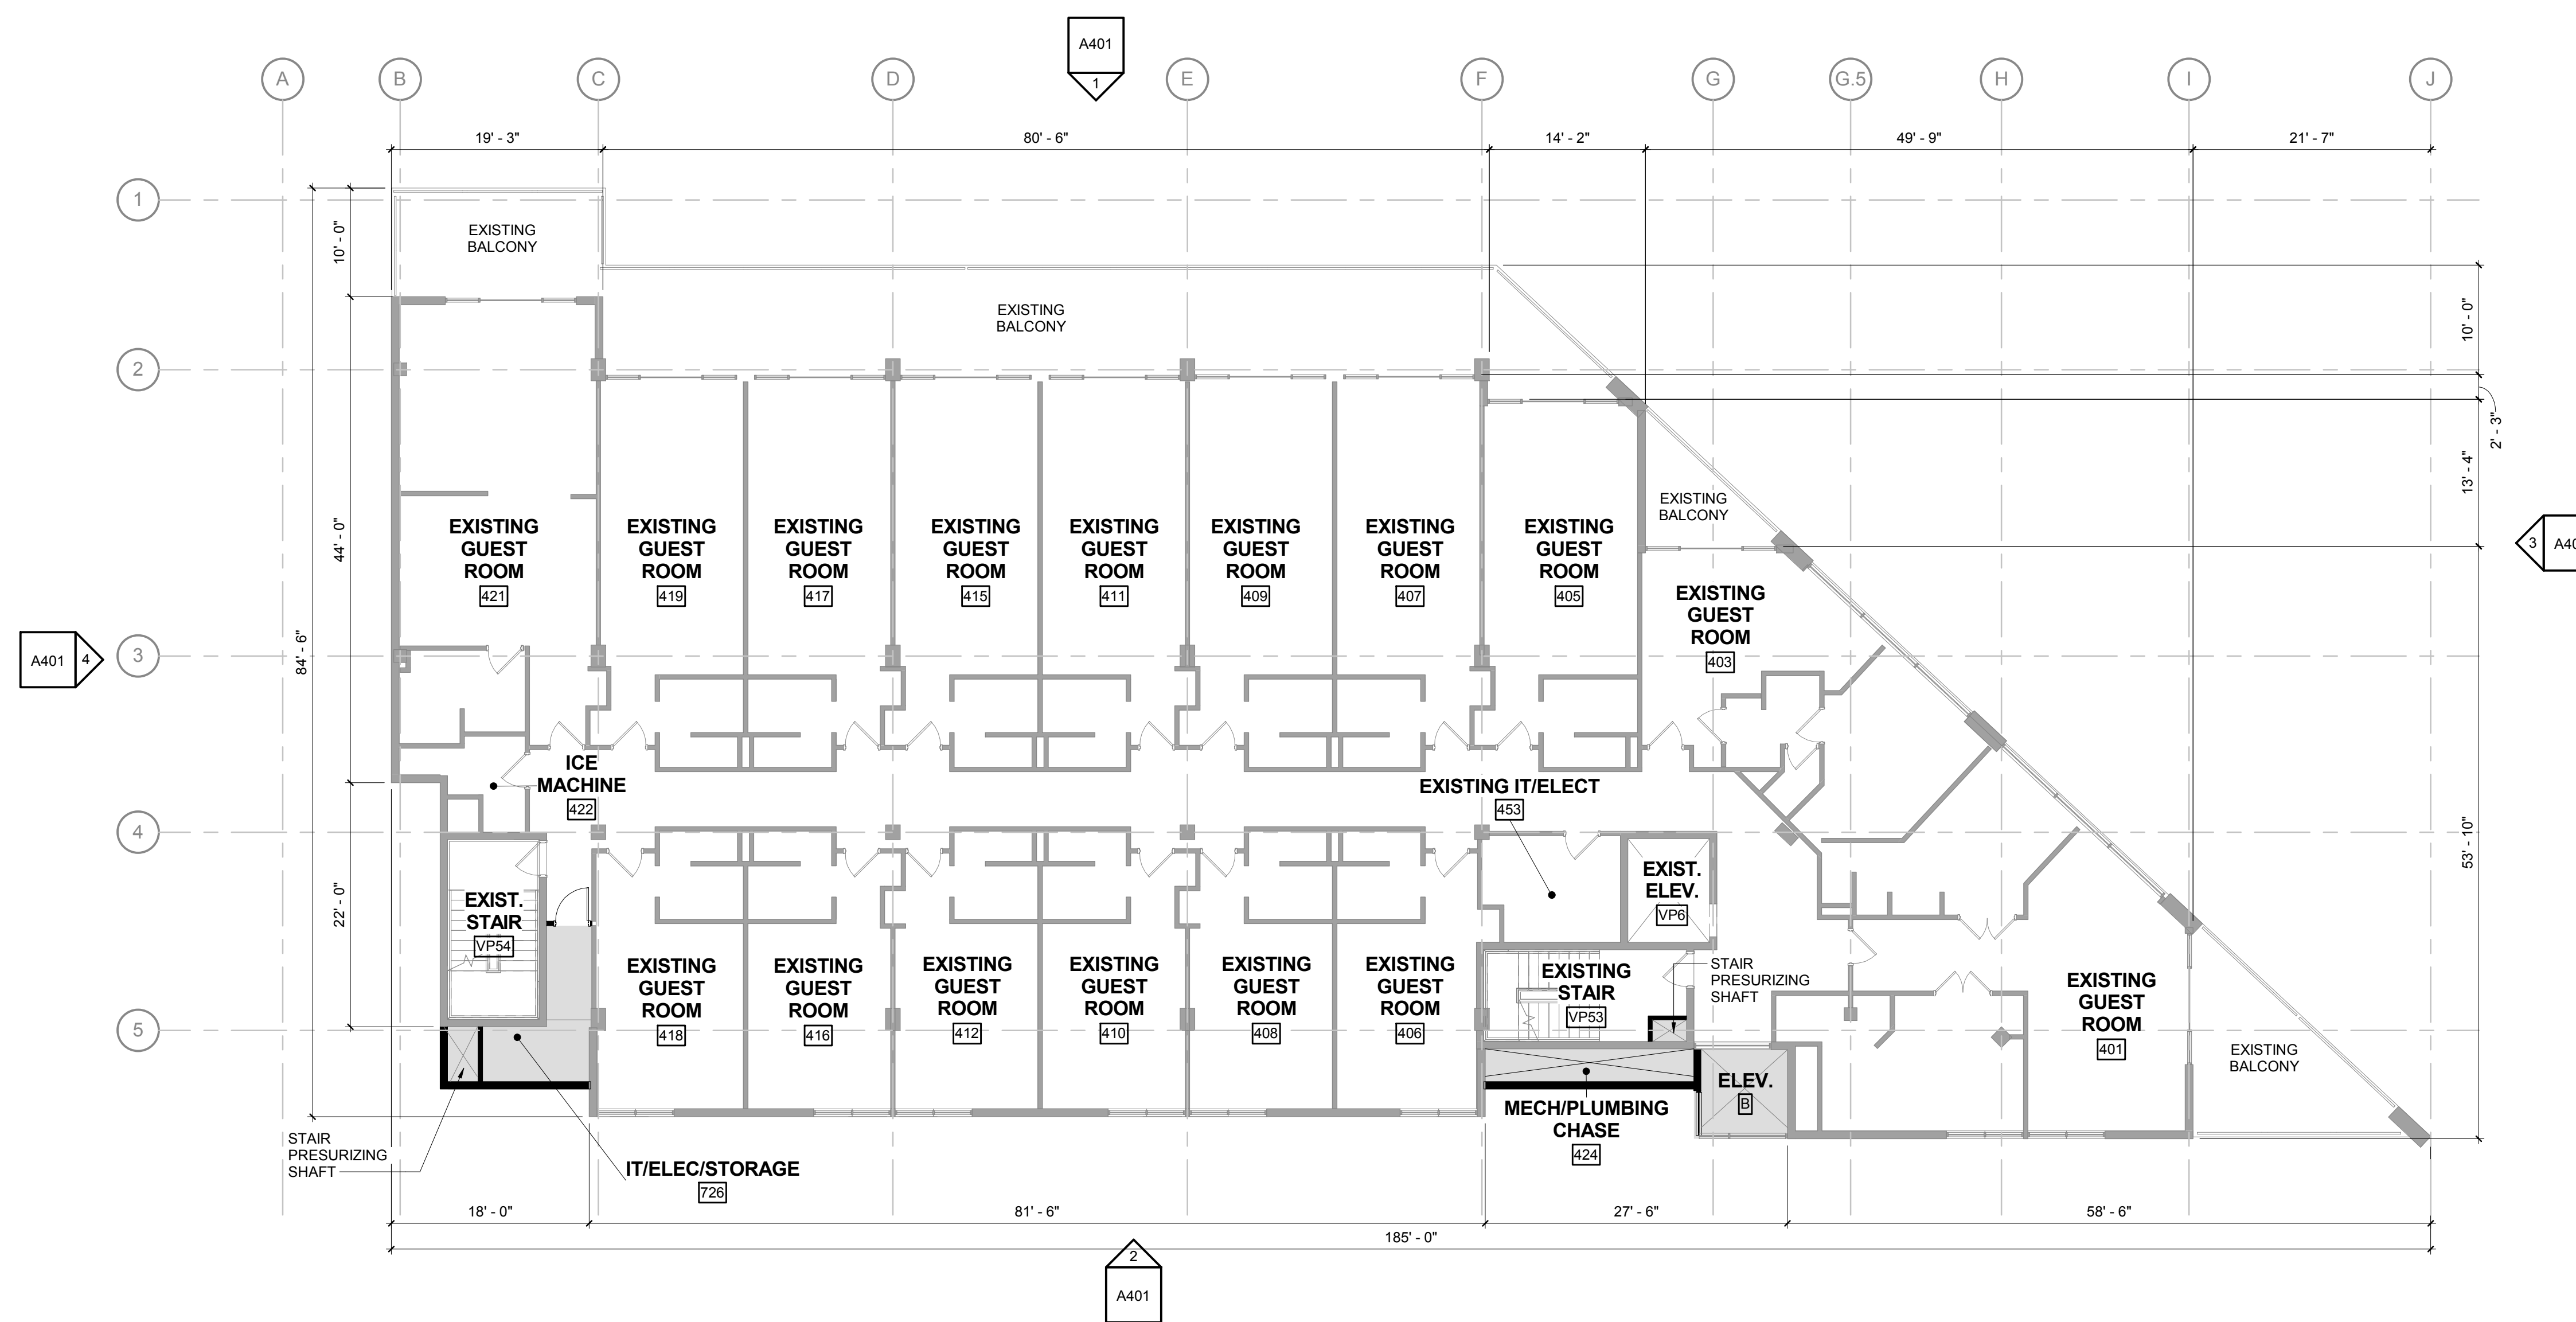 A401
1
A
B
C
D
E
F
G
G.5
H
I
J
19' - 3"
80' - 6"
14' - 2"
49' - 9"
21' - 7"
1
2
3
4
5
10' - 0"
44' - 0"
84' - 6"
22' - 0"
10' - 0"
2' - 3"
13' - 4"
53' - 10"
A401
4
3
EXISTING
BALCONY
EXISTING
BALCONY
EXISTING
BALCONY
EXISTING
GUEST
ROOM
421
EXISTING
GUEST
ROOM
419
EXISTING
GUEST
ROOM
417
EXISTING
GUEST
ROOM
415
EXISTING
GUEST
ROOM
411
EXISTING
GUEST
ROOM
409
EXISTING
GUEST
ROOM
407
EXISTING
GUEST
ROOM
405
EXISTING
GUEST
ROOM
403
ICE
MACHINE
422
EXISTING IT/ELECT
453
EXIST.
STAIR
VP54
EXIST.
ELEV.
VP6
EXISTING
GUEST
ROOM
418
EXISTING
GUEST
ROOM
416
EXISTING
GUEST
ROOM
412
EXISTING
GUEST
ROOM
410
EXISTING
GUEST
ROOM
408
EXISTING
GUEST
ROOM
406
EXISTING
STAIR
VP53
STAIR
PRESURIZING
SHAFT
EXISTING
GUEST
ROOM
401
EXISTING
BALCONY
ELEV.
B
MECH/PLUMBING
CHASE
424
STAIR
PRESURIZING
SHAFT
IT/ELEC/STORAGE
726
18' - 0"
81' - 6"
27' - 6"
58' - 6"
185' - 0"
2
A401